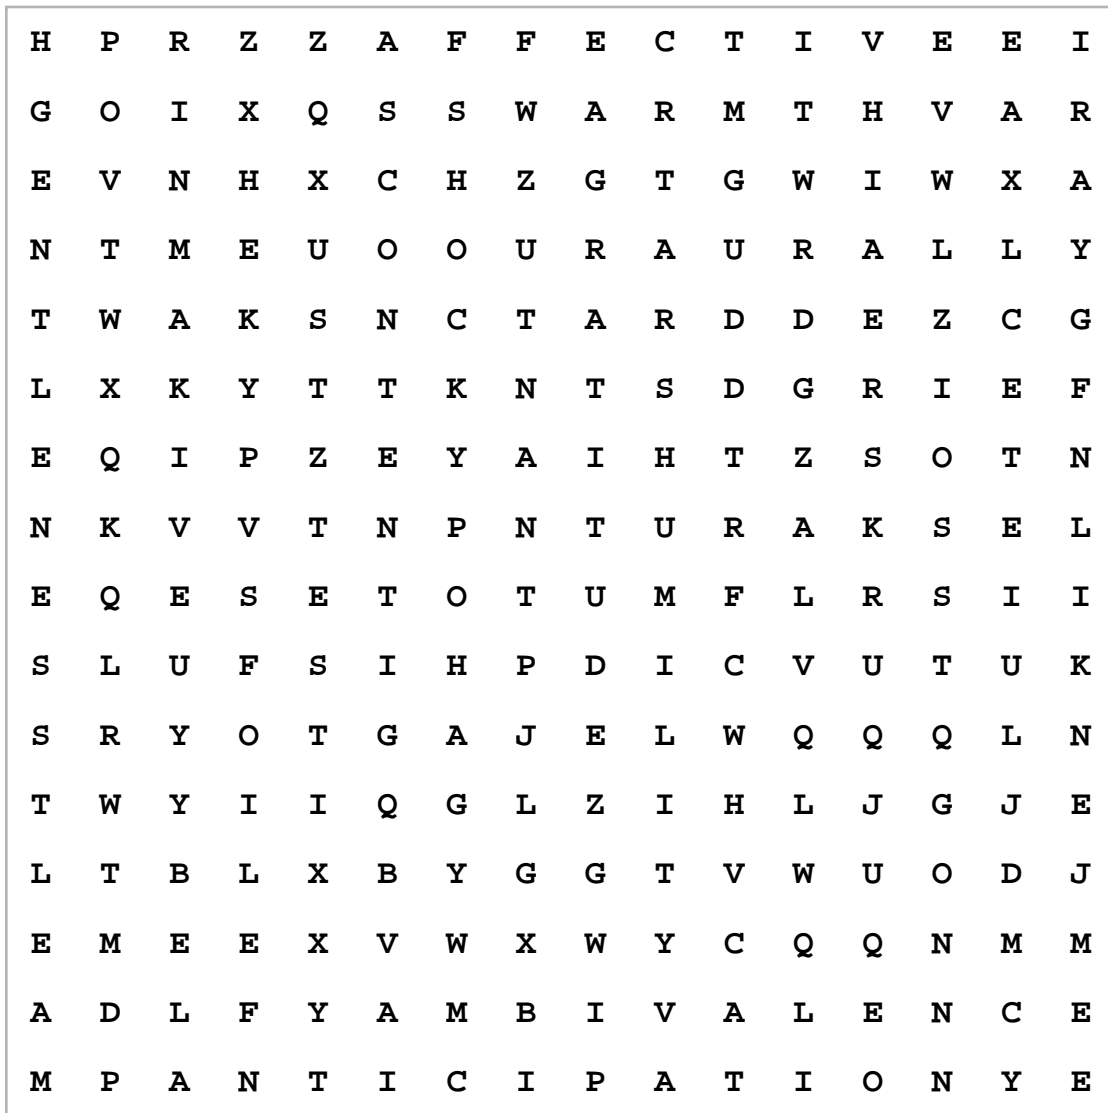 H P R Z Z A F F E C T I V E E I
G O I X Q S S W A R M T H V A R
E V N H X C H Z G T G W I W X A
N T M E U O O U R A U R A L L Y
T W A K S N C T A R D D E Z C G
L X K Y T T K N T S D G R I E F
E Q I P Z E Y A I H T Z S O T N
N K V V T N P N T U R A K S E L
E Q E S E T O T U M F L R S I I
S L U F S I H P D I C V U T U K
S R Y O T G A J E L W Q Q Q L N
T W Y I I Q G L Z I H L J G J E
L T B L X B Y G G T V W U O D J
E M E E X V W X W Y C Q Q N M M
A D L F Y A M B I V A L E N C E
M P A N T I C I P A T I O N Y E